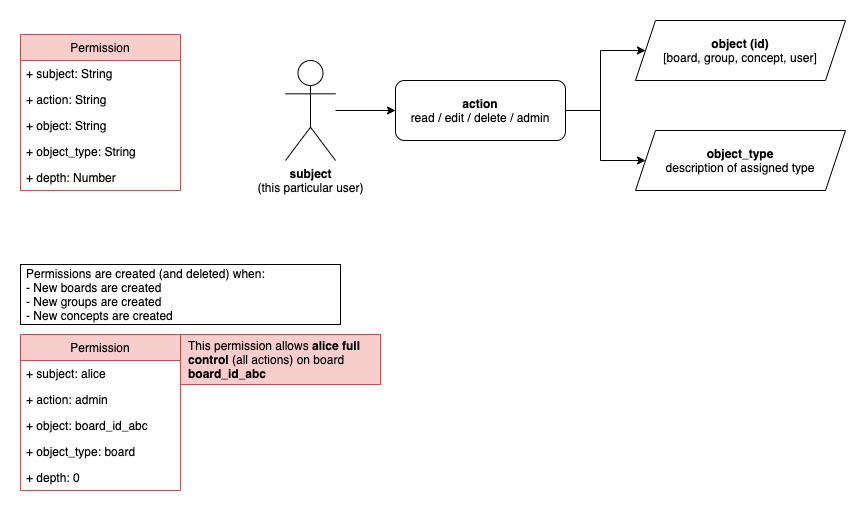 Permission
+ subject: String
+ action: String
+ object: String
+ object_type: String
+ depth: Number
subject
(this particular user)
action
read / edit / delete / admin
object (id)
[board, group, concept, user]
object_type
description of assigned type
Permissions are created (and deleted) when:
- New boards are created
- New groups are created
- New concepts are created
Permission
+ subject: alice
+ action: admin
+ object: board_id_abc
+ object_type: board
+ depth: 0
This permission allows alice full
control (all actions) on board
board_id_abc